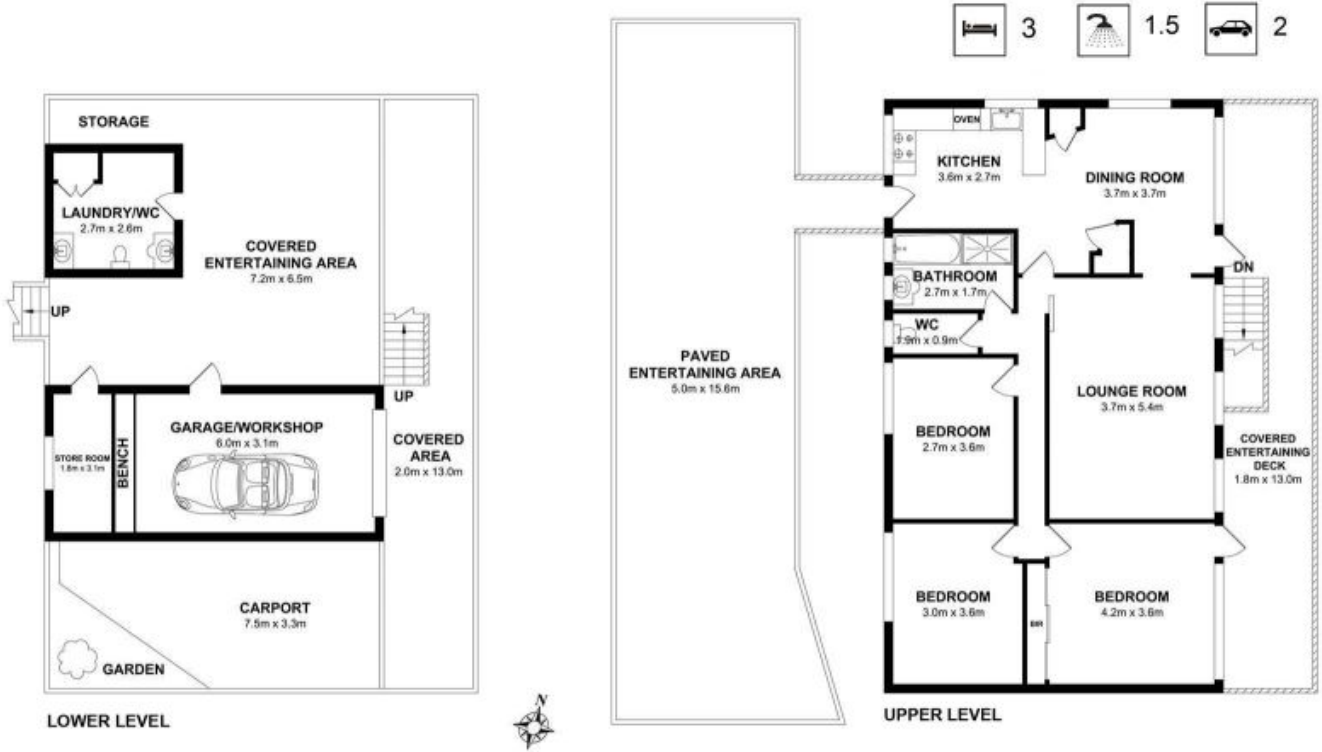 3
1.5
2
STORAGE
LAUNDRY/WC
2.7m x 2.6m
COVERED
ENTERTAINING AREA
7.2m x 6.5m
UP
UP
STORE ROOM
1.8m x 3.1m
BENCH
GARAGE/WORKSHOP
6.0m x 3.1m
COVERED
AREA
2.0m x 13.0m
CARPORT
7.5m x 3.3m
GARDEN
LOWER LEVEL
N
PAVED
ENTERTAINING AREA
5.0m x 15.6m
OVEN
KITCHEN
3.6m x 2.7m
DINING ROOM
3.7m x 3.7m
DN
BATHROOM
2.7m x 1.7m
WC
1.9m x 0.9m
LOUNGE ROOM
3.7m x 5.4m
BEDROOM
2.7m x 3.6m
COVERED
ENTERTAINING
DECK
1.8m x 13.0m
BEDROOM
3.0m x 3.6m
BIR
BEDROOM
4.2m x 3.6m
UPPER LEVEL